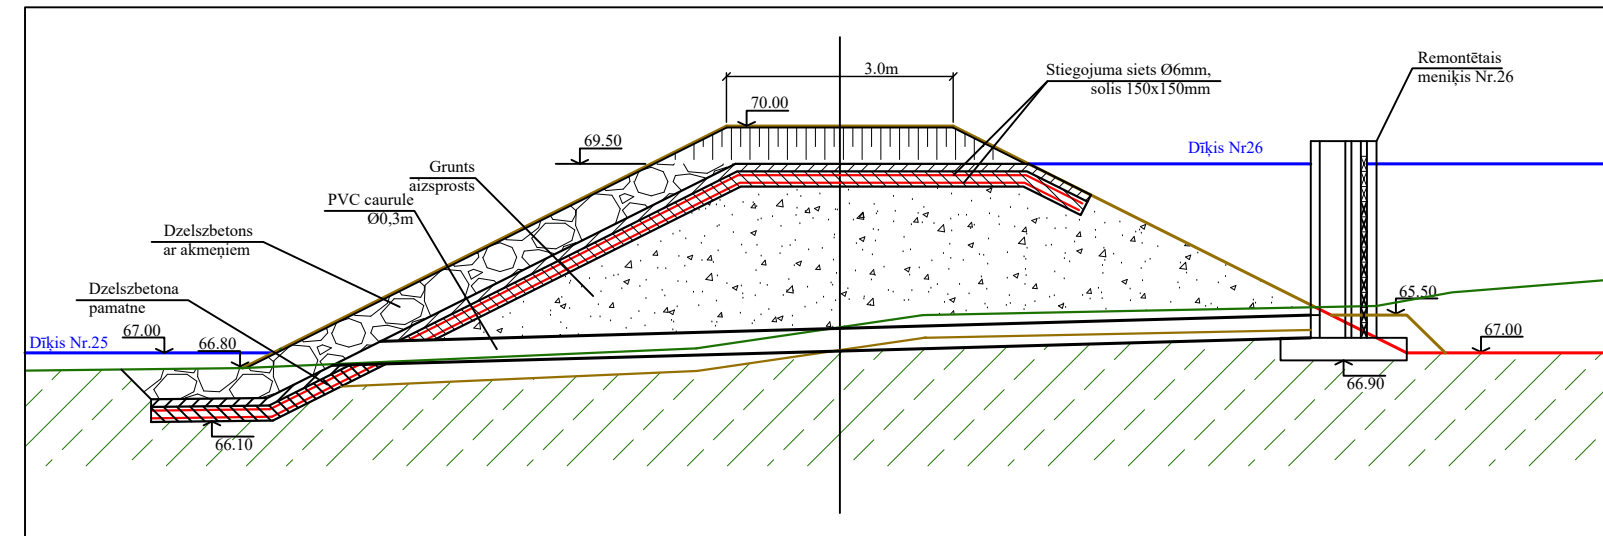 Remontētais
meniķis Nr.26
3.0m
Stiegojuma siets Ø6mm,
solis 150x150mm
70.00
69.50
Dīķis Nr26
Grunts
aizsprosts
PVC caurule
Ø0,3m
Dzelszbetons
ar akmeņiem
Dzelszbetona
pamatne
65.50
67.00
67.00
Dīķis Nr.25
66.80
66.90
66.10